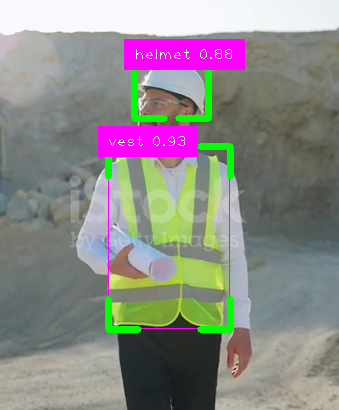 helmet 0.88
vest 0.93
iStock
by Getty Images